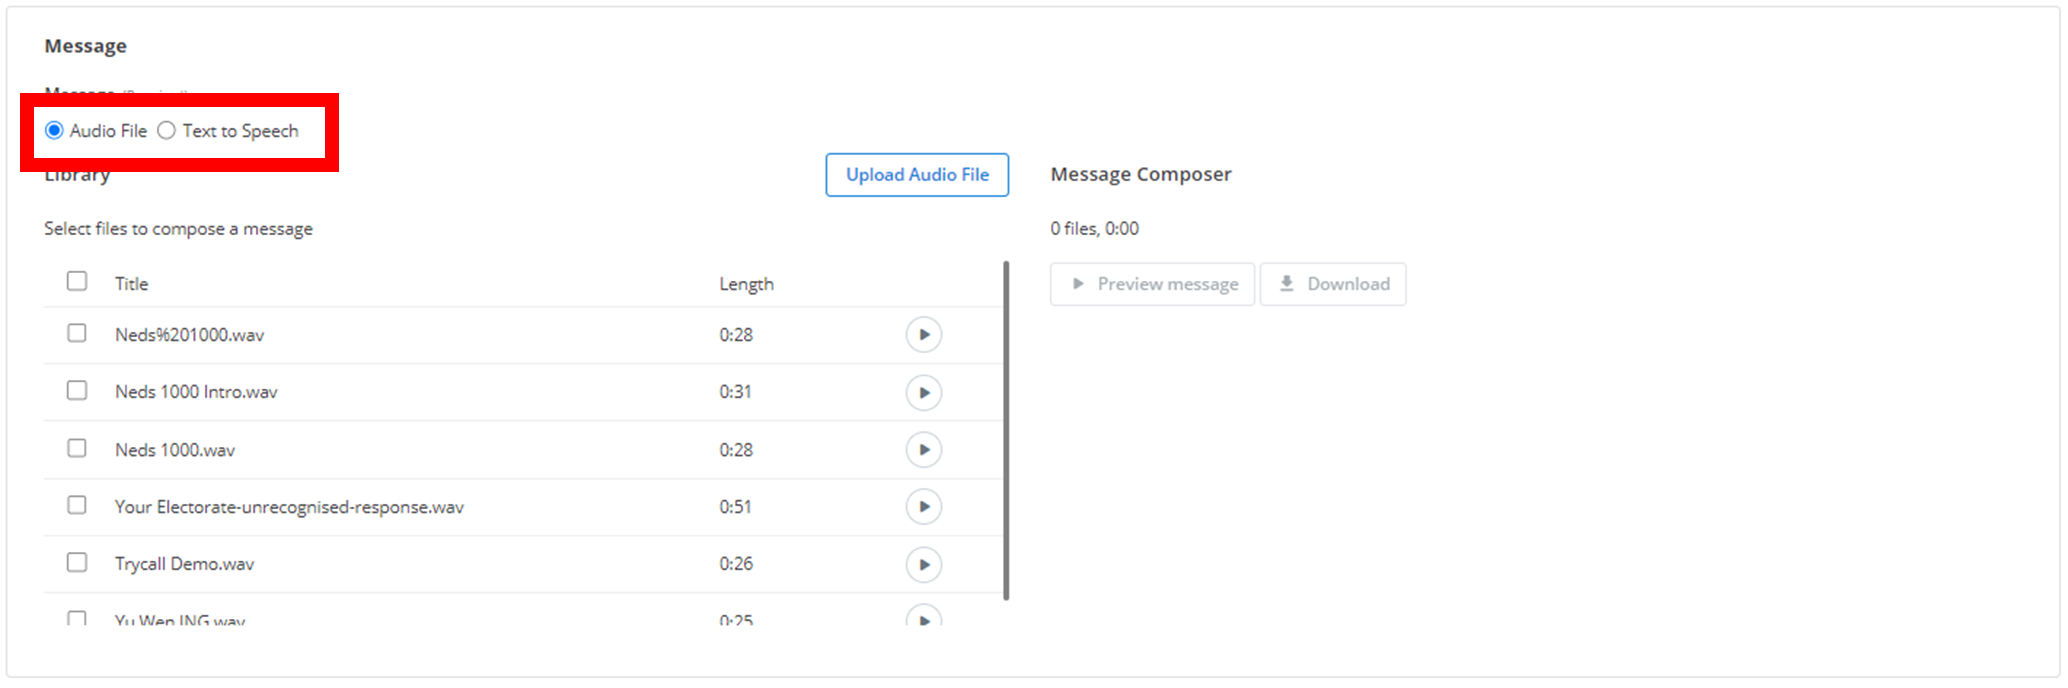 Message
Message
Audio File Text to Speech
Library
Upload Audio File
Message Composer
Select files to compose a message
0 files, 0:00
Title Length
Preview message Download
Neds%201000.wav 0:28
Neds 1000 Intro.wav 0:31
Neds 1000.wav 0:28
Your Electorate-unrecognised-response.wav 0:51
Trycall Demo.wav 0:26
Yu Wen ING.wav 0:25